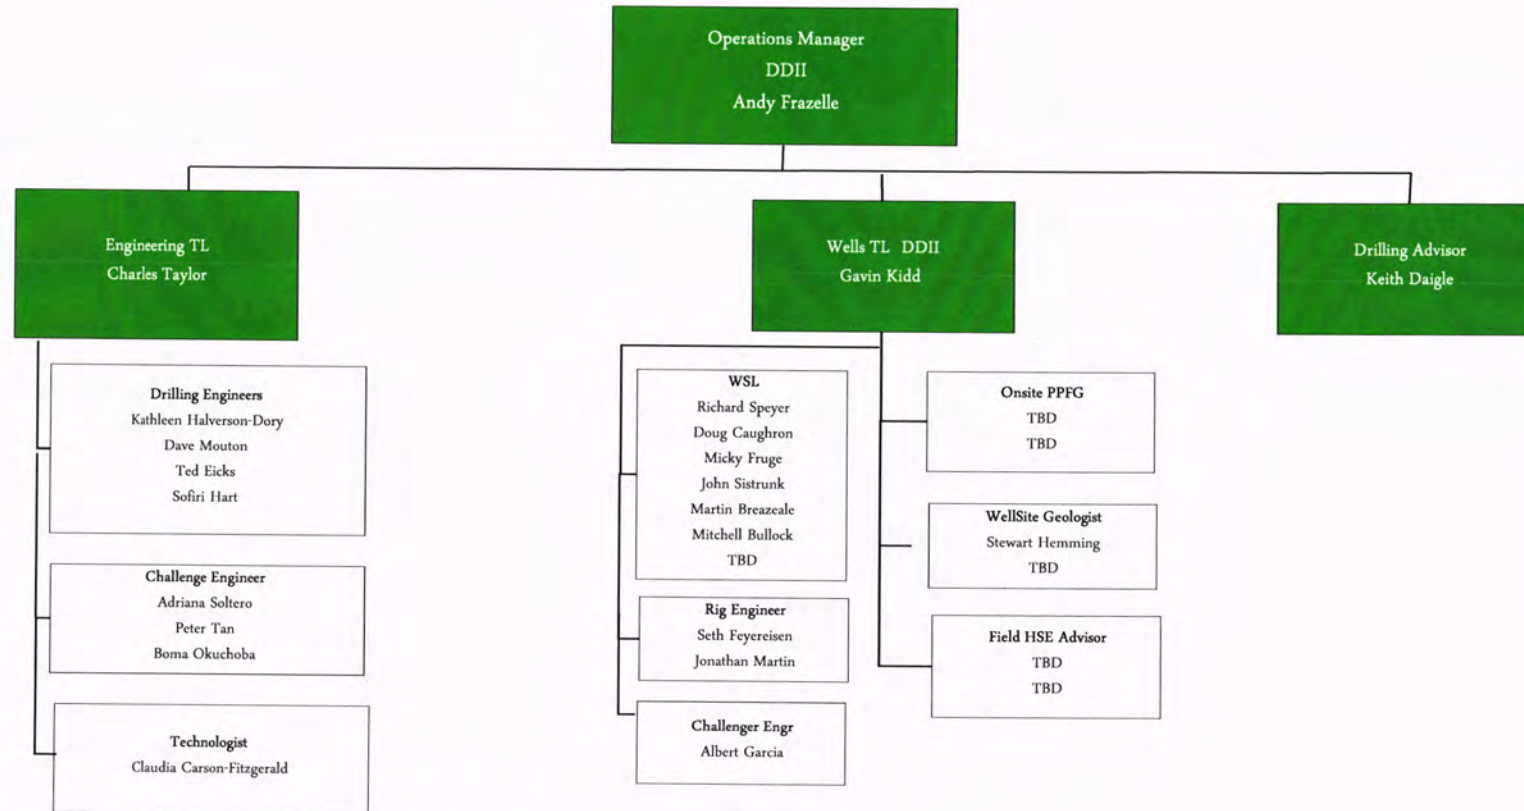 Operations Manager
DDII
Andy Frazelle
Engineering TL
Charles Taylor
Wells TL DDII
Gavin Kidd
Drilling Advisor
Keith Daigle
Drilling Engineers
Kathleen Halverson-Dory
Dave Mouton
Ted Eicks
Sofiri Hart
Challenge Engineer
Adriana Soltero
Peter Tan
Boma Okuchoba
Technologist
Claudia Carson-Fitzgerald
WSL
Richard Speyer
Doug Caughron
Micky Fruge
John Sistrunk
Martin Breazeale
Mitchell Bullock
TBD
Rig Engineer
Seth Feyereisen
Jonathan Martin
Challenger Engr
Albert Garcia
Onsite PPFG
TBD
TBD
WellSite Geologist
Stewart Hemming
TBD
Field HSE Advisor
TBD
TBD